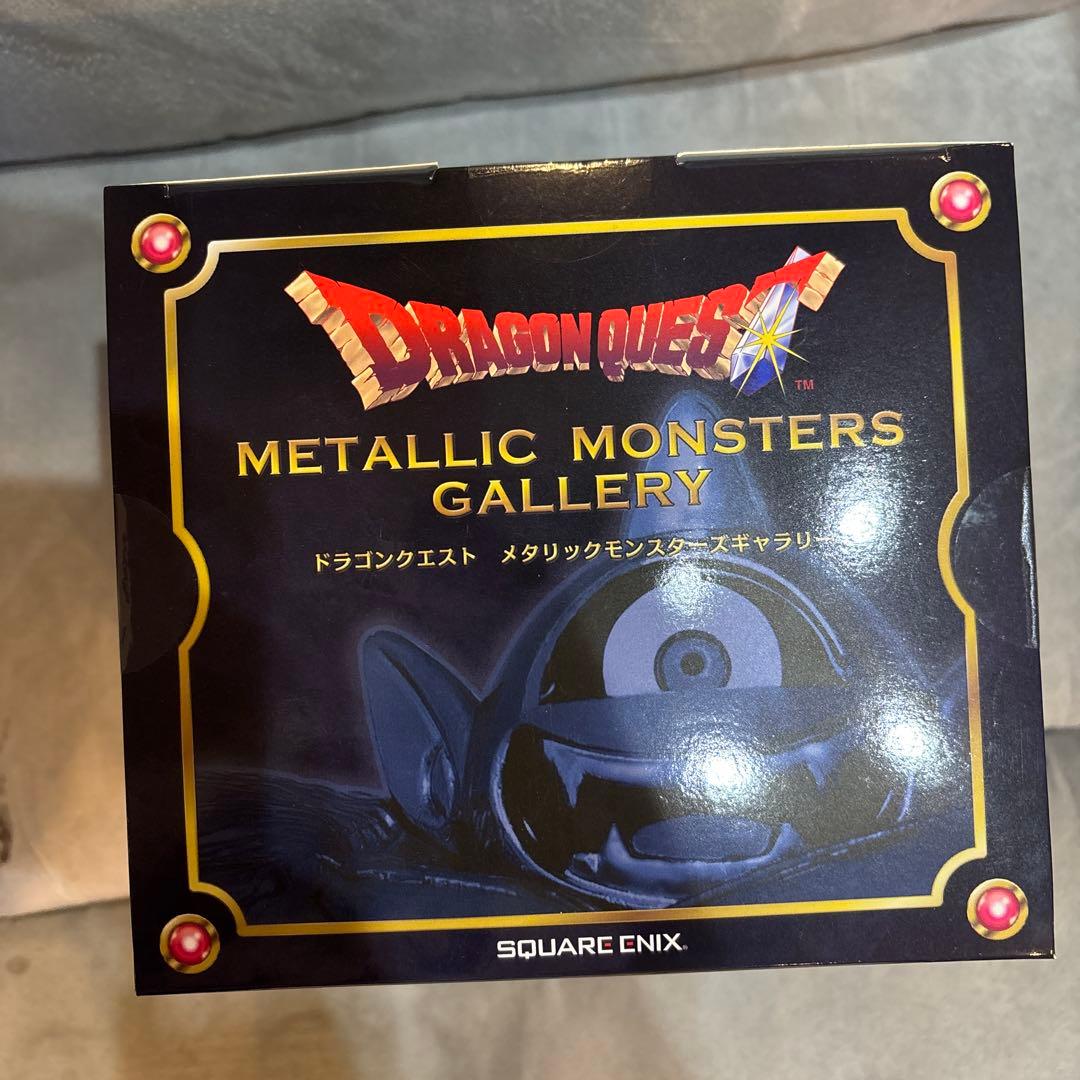 DRAGON QUEST
TM
METALLIC MONSTERS
GALLERY
ドラゴンクエスト メタリックモンスターズギャラリー
SQUARE ENIX®